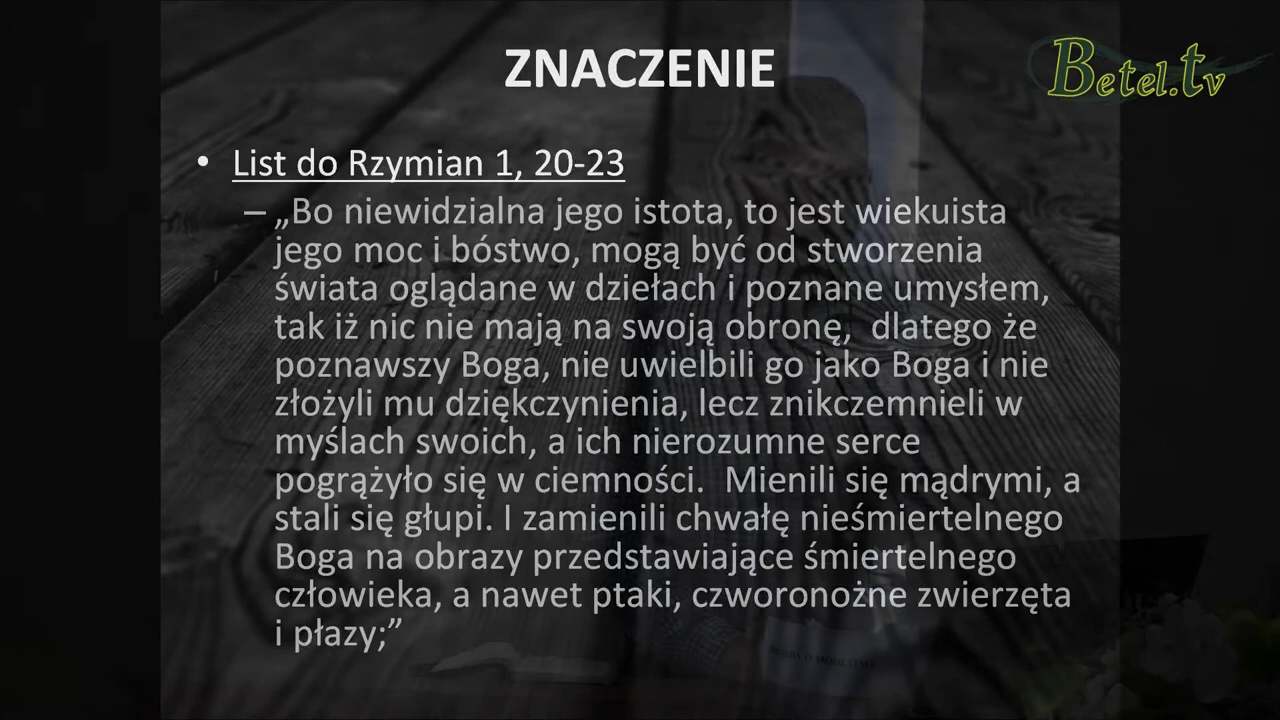 ZNACZENIE
Betel.tv
• List do Rzymian 1, 20-23
– „Bo niewidzialna jego istota, to jest wiekuista
jego moc i bóstwo, mogą być od stworzenia
świata oglądane w dziełach i poznane umysłem,
tak iż nic nie mają na swoją obronę,  dlatego że
poznawszy Boga, nie uwielbili go jako Boga i nie
złożyli mu dziękczynienia, lecz znikczemnieli w
myślach swoich, a ich nierozumne serce
pogrążyło się w ciemności.  Mienili się mądrymi, a
stali się głupi. I zamienili chwałę nieśmiertelnego
Boga na obrazy przedstawiające śmiertelnego
człowieka, a nawet ptaki, czworonożne zwierzęta
i płazy;”